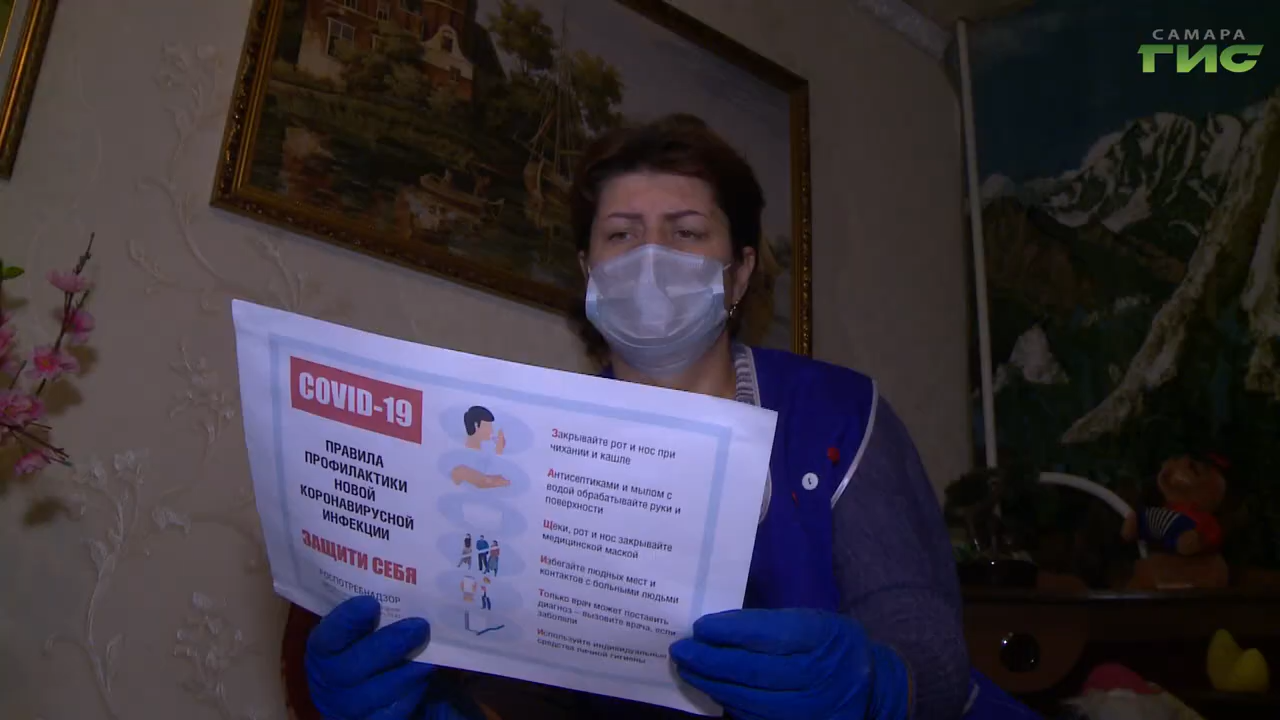 САМАРА
ГИС
COVID-19
ПРАВИЛА
ПРОФИЛАКТИКИ
НОВОЙ
КОРОНАВИРУСНОЙ
ИНФЕКЦИИ
ЗАЩИТИ СЕБЯ
РОСПОТРЕБНАДЗОР
Закрывайте рот и нос при
чихании и кашле
Антисептиками и мылом с
водой обрабатывайте руки и
поверхности
Щеки, рот и нос закрывайте
медицинской маской
Избегайте людных мест и
контактов с больными людьми
Только врач может поставить
диагноз – вызовите врача, если
заболели
Используйте индивидуальные
средства личной гигиены